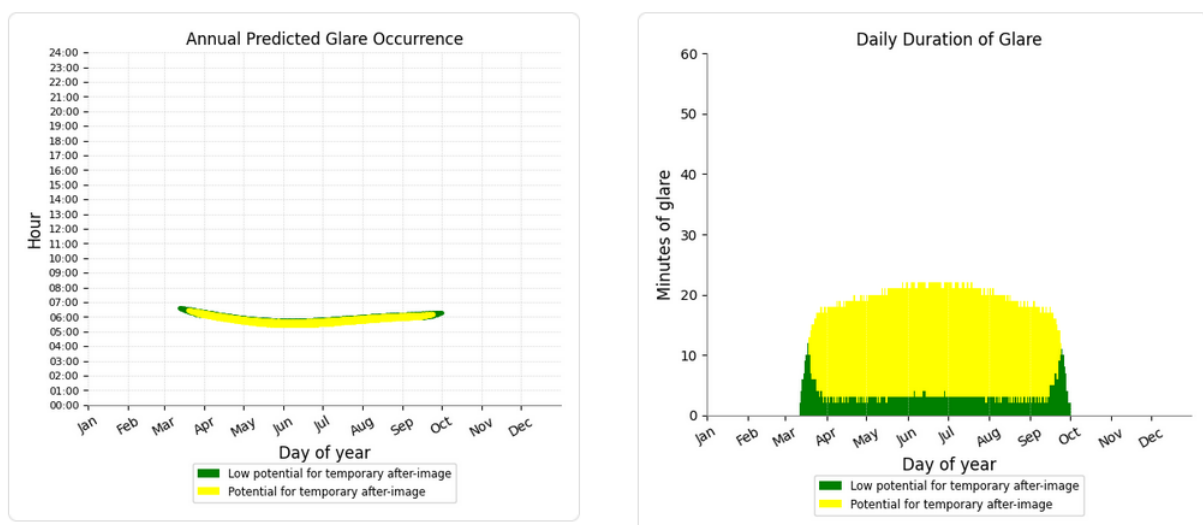 Annual Predicted Glare Occurrence
24:00
23:00
22:00
21:00
20:00
19:00
18:00
17:00
16:00
15:00
14:00
13:00
12:00
11:00
10:00
09:00
08:00
07:00
06:00
05:00
04:00
03:00
02:00
01:00
00:00
Hour
Jan Feb Mar Apr May Jun Jul Aug Sep Oct Nov Dec
Day of year
Low potential for temporary after-image
Potential for temporary after-image
Daily Duration of Glare
60
50
40
30
20
10
0
Minutes of glare
Jan Feb Mar Apr May Jun Jul Aug Sep Oct Nov Dec
Day of year
Low potential for temporary after-image
Potential for temporary after-image